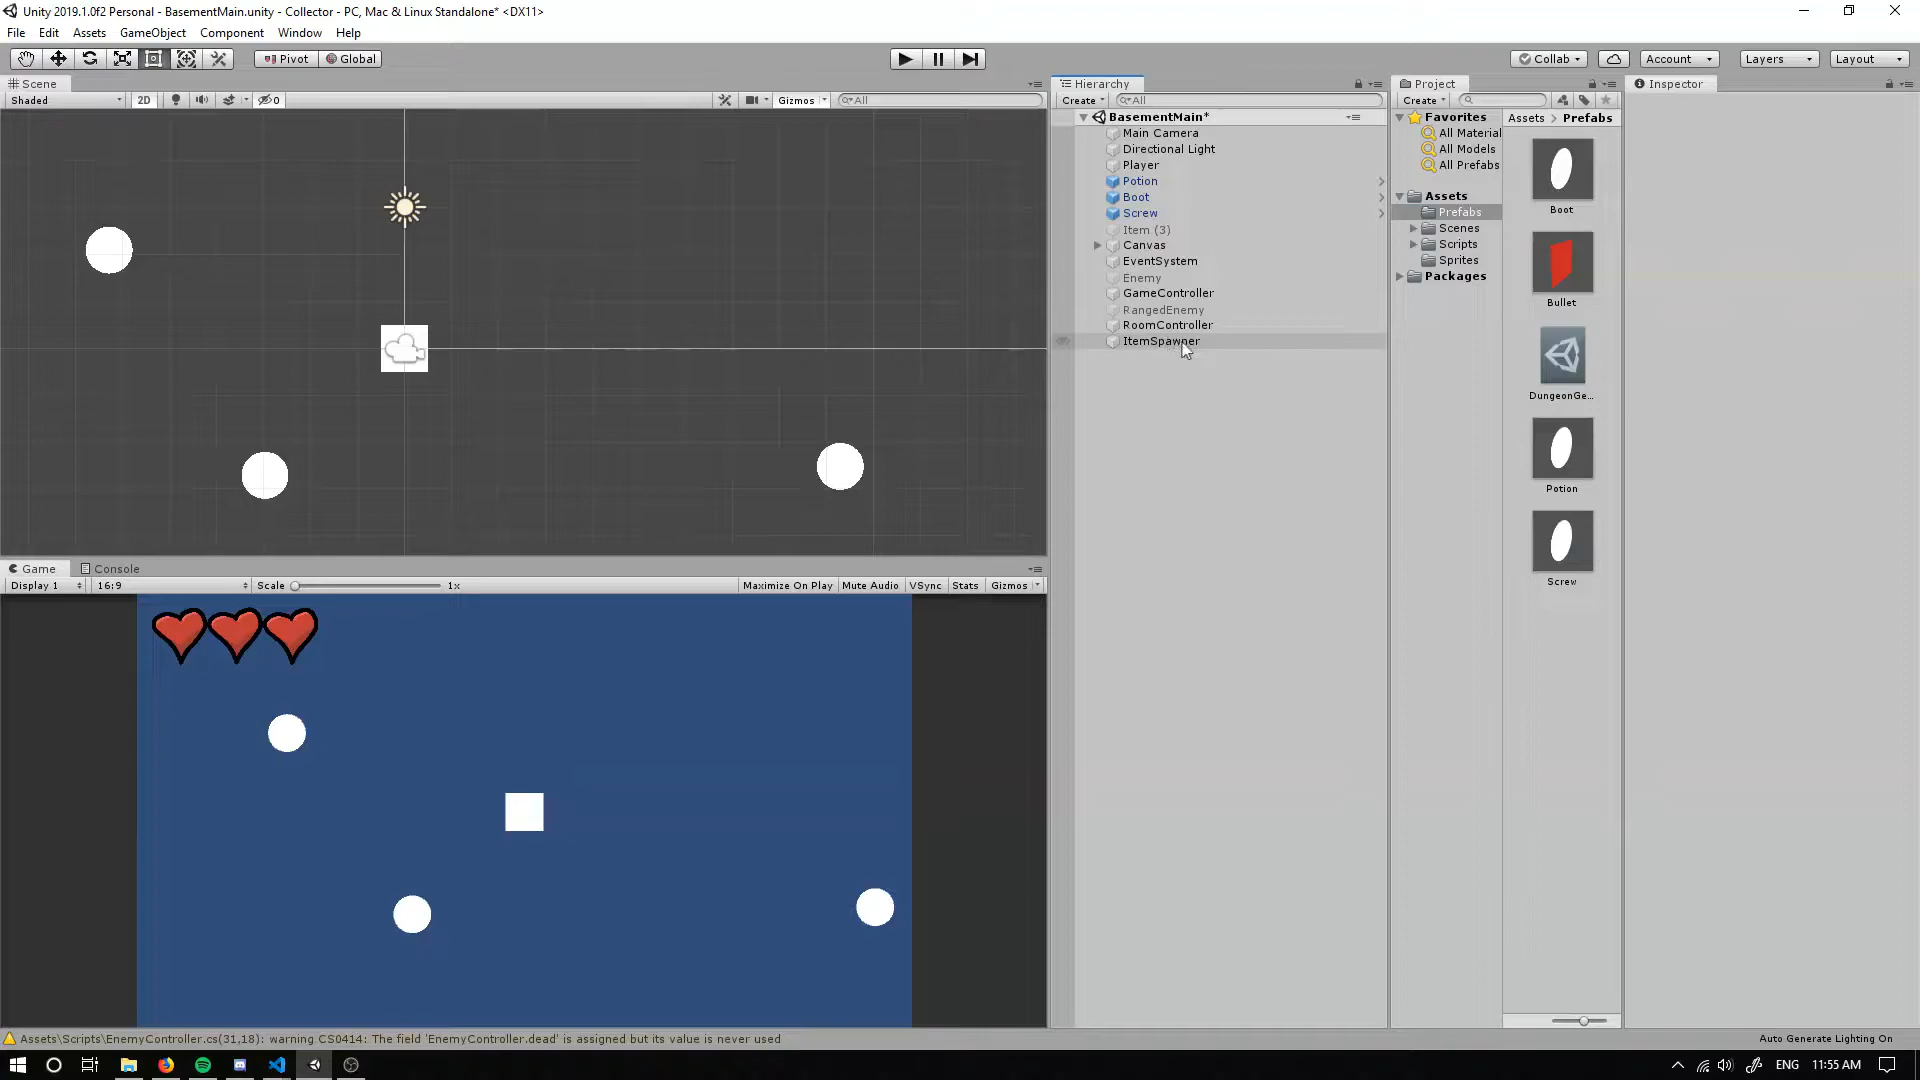 Unity 2019.1.0f2 Personal - BasementMain.unity - Collector - PC, Mac & Linux Standalone* <DX11>
File Edit Assets GameObject Component Window Help
Pivot Global Collab Account Layers Layout
Scene
Shaded 2D 0 Gizmos All
Hierarchy
Create All
BasementMain*
Main Camera
Directional Light
Player
Potion
Boot
Screw
Item (3)
Canvas
EventSystem
Enemy
GameController
RangedEnemy
RoomController
ItemSpawner
Project
Create
Favorites
All Material
All Models
All Prefabs
Assets
Prefabs
Scenes
Scripts
Sprites
Packages
Assets > Prefabs
Boot
Bullet
DungeonGe...
Potion
Screw
Inspector
Game Console
Display 1 16:9 Scale 1x Maximize On Play Mute Audio VSync Stats Gizmos
Assets\Scripts\EnemyController.cs(31,18): warning CS0414: The field 'EnemyController.dead' is assigned but its value is never used
Auto Generate Lighting On
ENG 11:55 AM